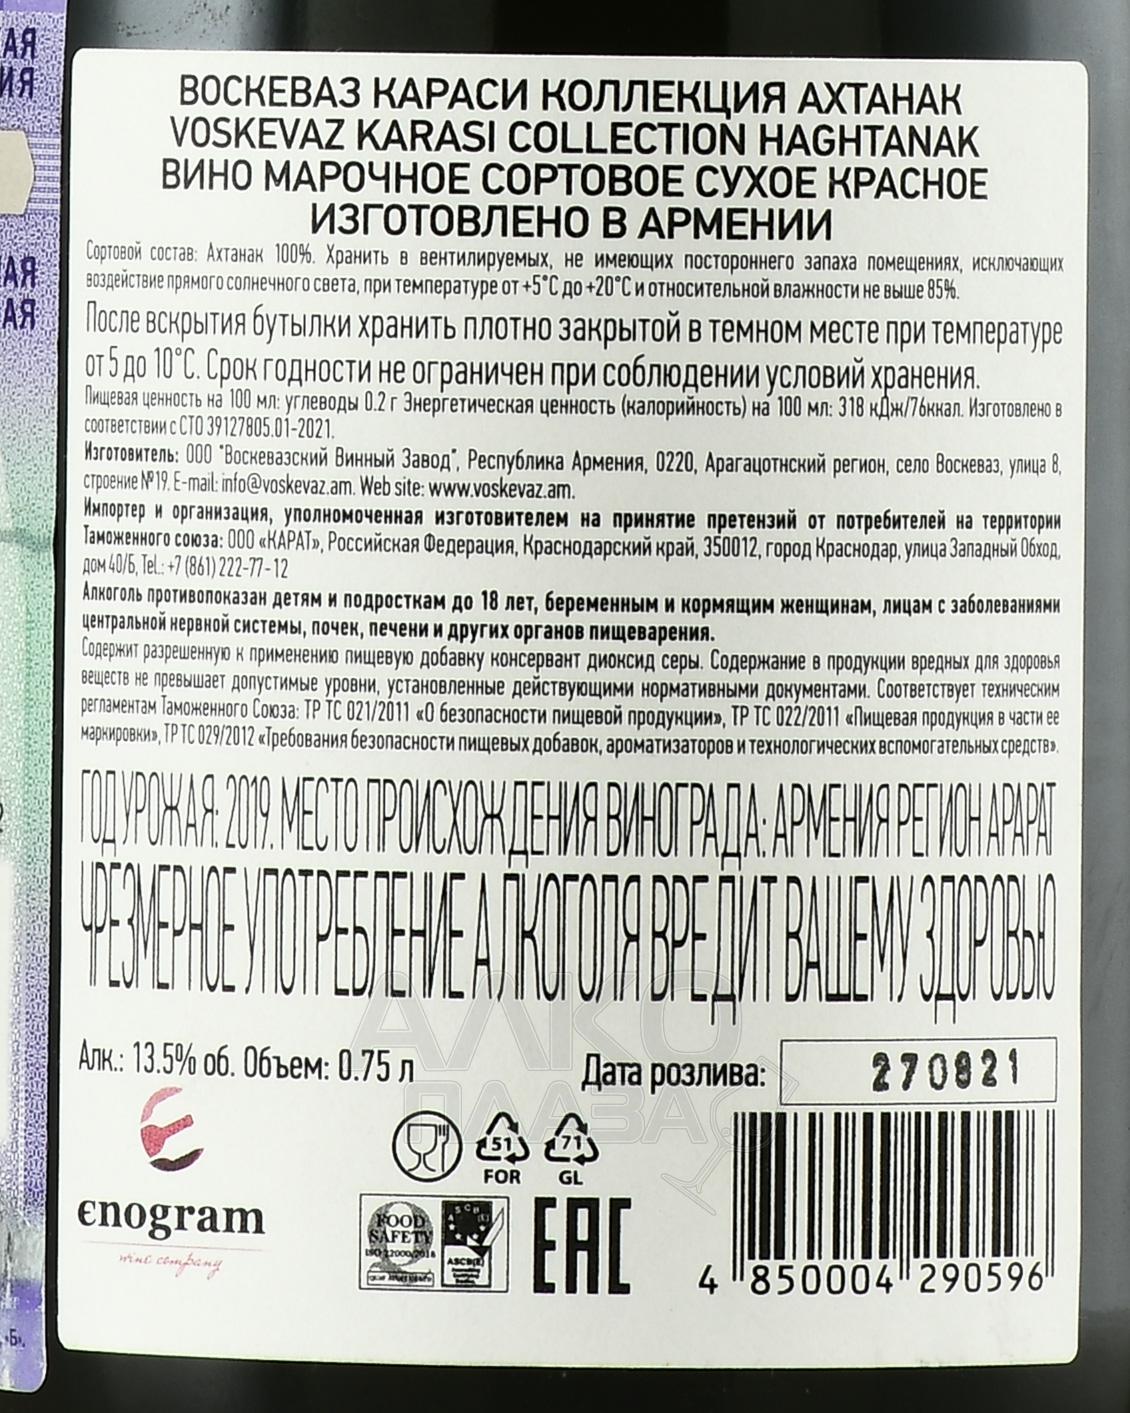 ВОСКЕВАЗ КАРАСИ КОЛЛЕКЦИЯ АХТАНАК
VOSKEVAZ KARASI COLLECTION HAGHTANAK
ВИНО МАРОЧНОЕ СОРТОВОЕ СУХОЕ КРАСНОЕ
ИЗГОТОВЛЕНО В АРМЕНИИ
Сортовой состав: Ахтанак 100%. Хранить в вентилируемых, не имеющих постороннего запаха помещениях, исключающих
воздействие прямого солнечного света, при температуре от +5°С до +20°С и относительной влажности не выше 85%.
После вскрытия бутылки хранить плотно закрытой в темном месте при температуре
от 5 до 10°С. Срок годности не ограничен при соблюдении условий хранения.
Пищевая ценность на 100 мл: углеводы 0.2 г Энергетическая ценность (калорийность) на 100 мл: 318 кДж/76ккал. Изготовлено в
соответствии с СТО 39127805.01-2021.
Изготовитель: ООО "Воскевазский Винный Завод", Республика Армения, 0220, Арагацотнский регион, село Воскеваз, улица 8,
строение №19. E-mail: info@voskevaz.am. Web site: www.voskevaz.am.
Импортер и организация, уполномоченная изготовителем на принятие претензий от потребителей на территории
Таможенного союза: ООО «КАРАТ», Российская Федерация, Краснодарский край, 350012, город Краснодар, улица Западный Обход,
дом 40/Б, Tel.: +7 (861) 222-77-12
Алкоголь противопоказан детям и подросткам до 18 лет, беременным и кормящим женщинам, лицам с заболеваниями
центральной нервной системы, почек, печени и других органов пищеварения.
Содержит разрешенную к применению пищевую добавку консервант диоксид серы. Содержание в продукции вредных для здоровья
веществ не превышает допустимые уровни, установленные действующими нормативными документами. Соответствует техническим
регламентам Таможенного Союза: ТР ТС 021/2011 «О безопасности пищевой продукции», ТР ТС 022/2011 «Пищевая продукция в части ее
маркировки», ТР ТС 029/2012 «Требования безопасности пищевых добавок, ароматизаторов и технологических вспомогательных средств».
ГОД УРОЖАЯ: 2019. МЕСТО ПРОИСХОЖДЕНИЯ ВИНОГРАДА: АРМЕНИЯ РЕГИОН АРАРАТ
ЧРЕЗМЕРНОЕ УПОТРЕБЛЕНИЕ АЛКОГОЛЯ ВРЕДИТ ВАШЕМУ ЗДОРОВЬЮ
АЛКО
ПЛАЗА
Алк.: 13.5% об. Объем: 0.75 л
Дата розлива: 270821
51
FOR
71
GL
enogram
wine company
FOOD
SAFETY
ISO 22000/2018
ASCB(E)
EAC
4 850004 290596